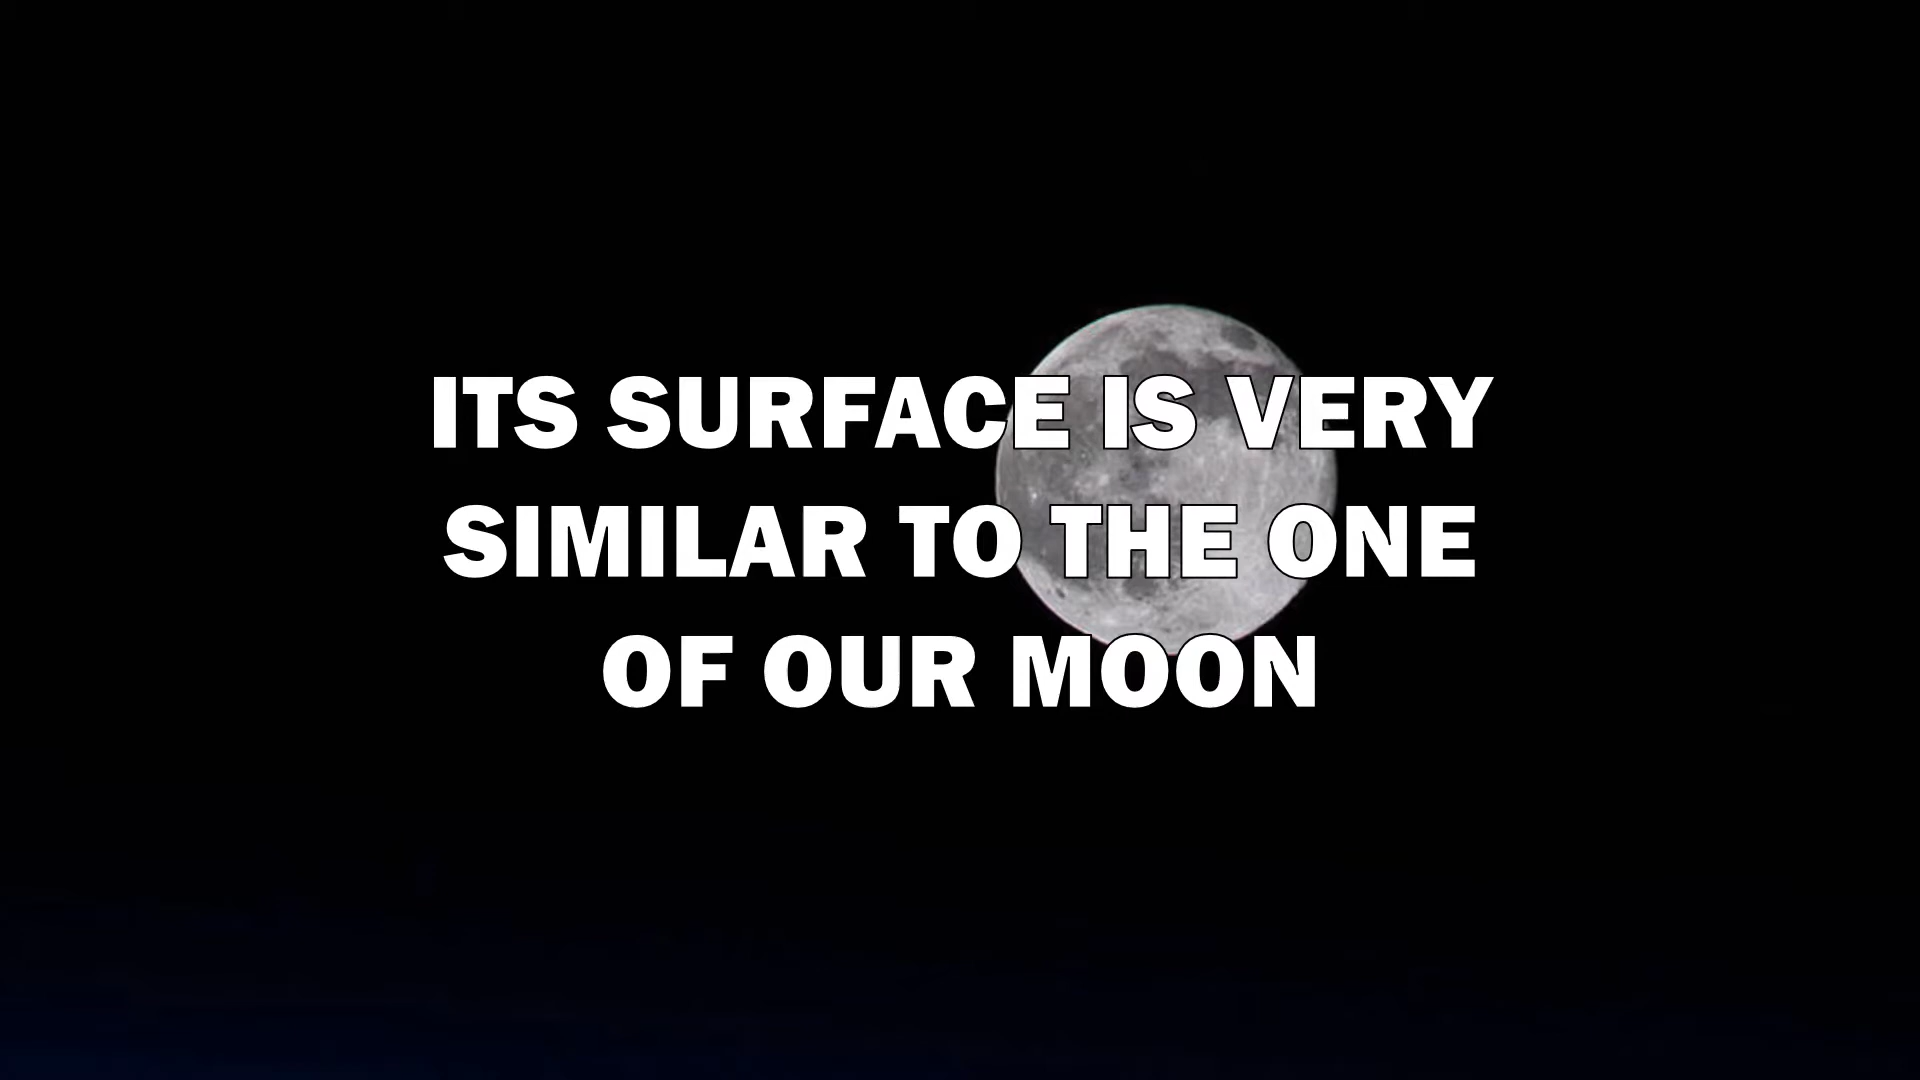 ITS SURFACE IS VERY
SIMILAR TO THE ONE
OF OUR MOON